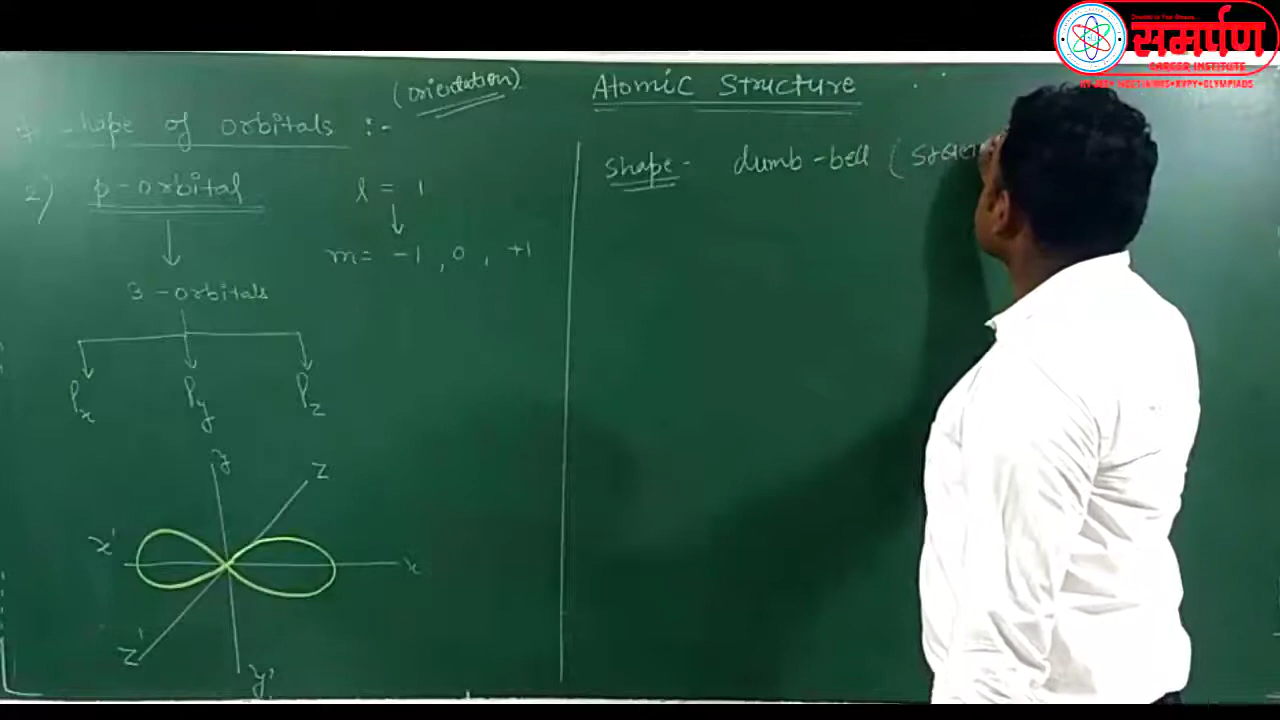 (orientation)
Atomic Structure
shape of orbitals :-
2) p-orbital
l = 1
m = -1, 0, +1
3-orbitals
Px Py Pz
y
z
x'
x
z'
y'
shape - dumb-bell (
समर्पण
CAREER INSTITUTE